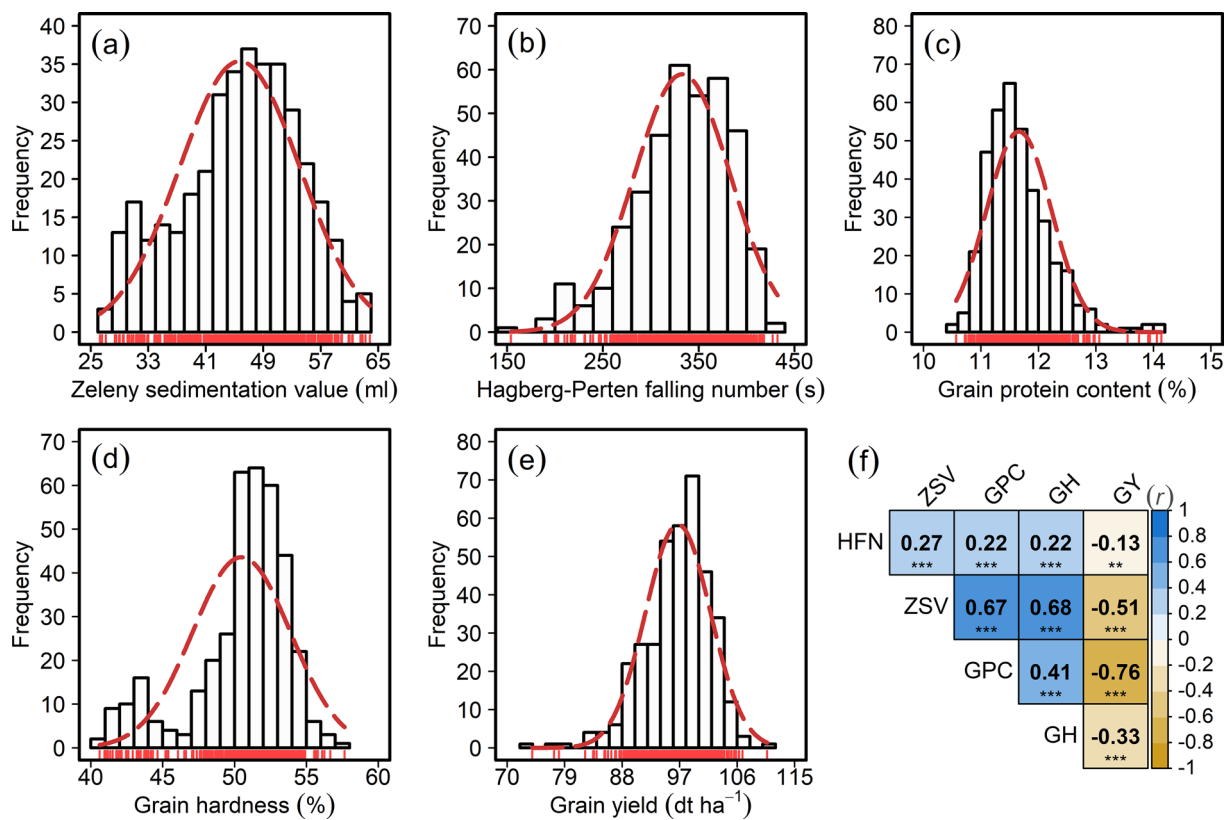 (a)
Frequency
40
35
30
25
20
15
10
5
0
25 33 41 49 57 65
Zeleny sedimentation value (ml)
(b)
Frequency
70
60
50
40
30
20
10
0
150 250 350 450
Hagberg-Perten falling number (s)
(c)
Frequency
80
70
60
50
40
30
20
10
0
10 11 12 13 14 15
Grain protein content (%)
(d)
Frequency
70
60
50
40
30
20
10
0
40 50 60
Grain hardness (%)
(e)
Frequency
80
70
60
50
40
30
20
10
0
70 79 88 97 106 115
Grain yield (dt ha⁻¹)
(f)
ZSV GPC GH GY (r)
HFN 0.27 0.22 0.22 -0.13
*** *** *** **
ZSV 0.67 0.68 -0.51
*** *** ***
GPC 0.41 -0.76
*** ***
GH -0.33
***
1
0.8
0.6
0.4
0.2
0
-0.2
-0.4
-0.6
-0.8
-1